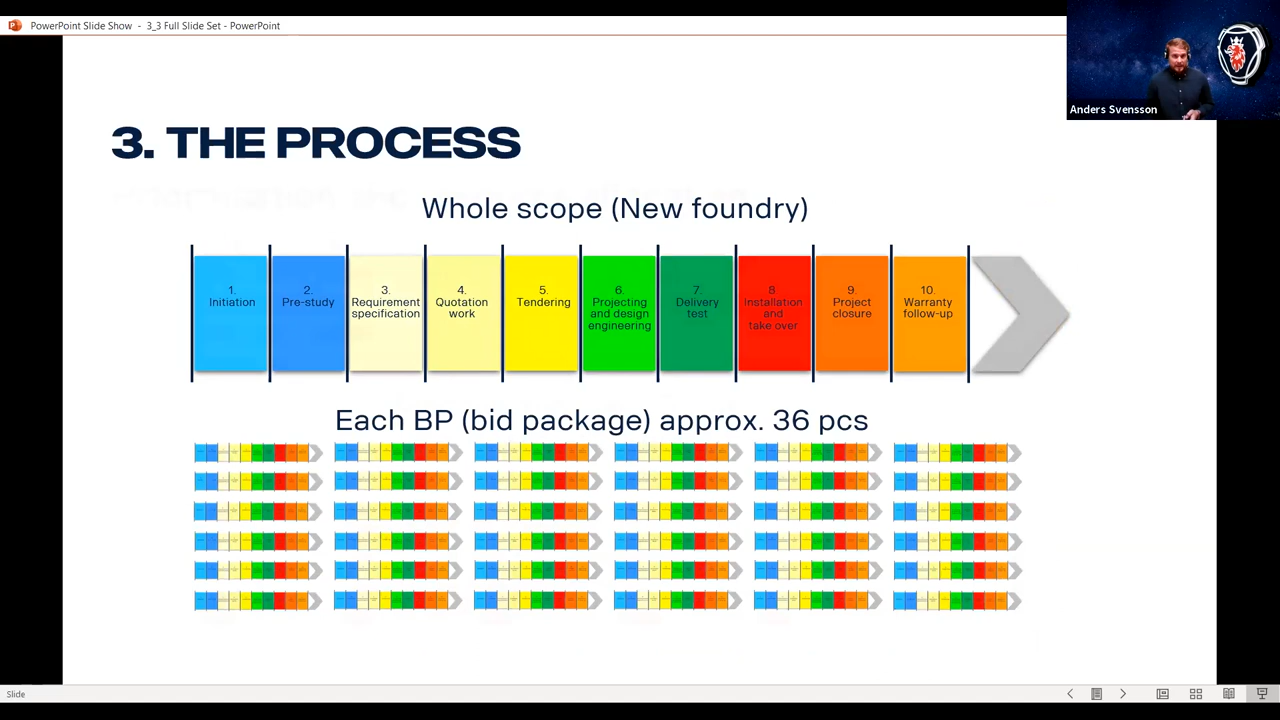 PowerPoint Slide Show - 3_3 Full Slide Set - PowerPoint
Anders Svensson
3. THE PROCESS
Whole scope (New foundry)
1.
Initiation
2.
Pre-study
3.
Requirement
specification
4.
Quotation
work
5.
Tendering
6.
Projecting
and design
engineering
7.
Delivery
test
8
Installation
and
take over
9.
Project
closure
10.
Warranty
follow-up
Each BP (bid package) approx. 36 pcs
Slide